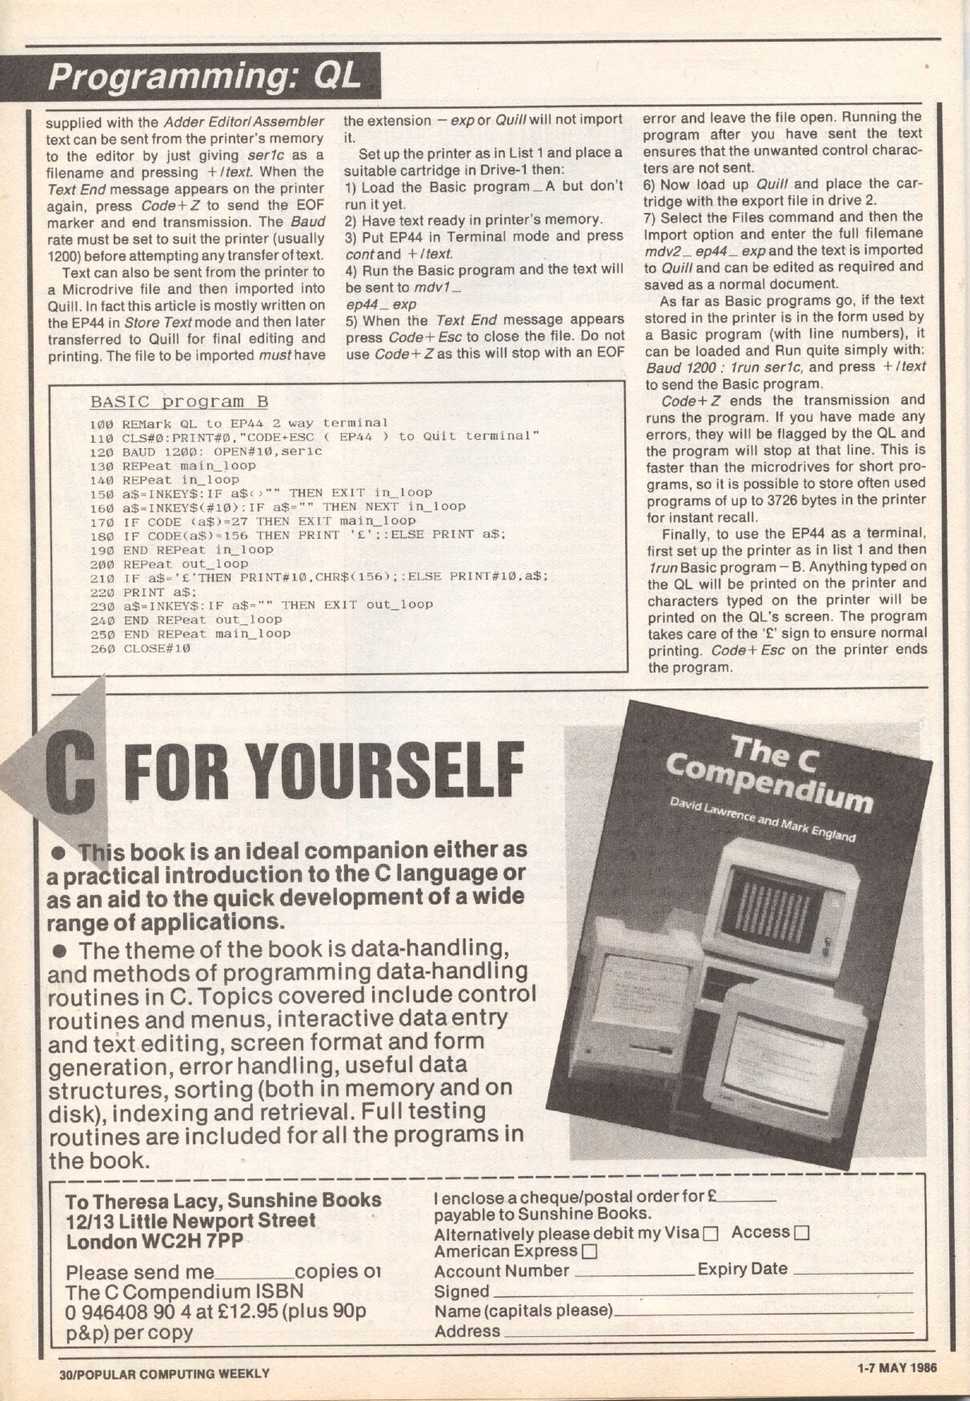 Programming: QL
supplied with the Adder Editor/Assembler
text can be sent from the printer's memory
to the editor by just giving ser1c as a
filename and pressing +/text. When the
Text End message appears on the printer
again, press Code+Z to send the EOF
marker and end transmission. The Baud
rate must be set to suit the printer (usually
1200) before attempting any transfer of text.
Text can also be sent from the printer to
a Microdrive file and then imported into
Quill. In fact this article is mostly written on
the EP44 in Store Text mode and then later
transferred to Quill for final editing and
printing. The file to be imported must have
the extension – exp or Quill will not import
it.
Set up the printer as in List 1 and place a
suitable cartridge in Drive-1 then:
1) Load the Basic program_A but don't
run it yet.
2) Have text ready in printer's memory.
3) Put EP44 in Terminal mode and press
cont and +/text.
4) Run the Basic program and the text will
be sent to mdv1_
ep44_exp
5) When the Text End message appears
press Code+Esc to close the file. Do not
use Code+Z as this will stop with an EOF
error and leave the file open. Running the
program after you have sent the text
ensures that the unwanted control charac-
ters are not sent.
6) Now load up Quill and place the car-
tridge with the export file in drive 2.
7) Select the Files command and then the
Import option and enter the full filemane
mdv2_ep44_exp and the text is imported
to Quill and can be edited as required and
saved as a normal document.
As far as Basic programs go, if the text
stored in the printer is in the form used by
a Basic program (with line numbers), it
can be loaded and Run quite simply with:
Baud 1200 : 1run ser1c, and press +/text
to send the Basic program.
Code+Z ends the transmission and
runs the program. If you have made any
errors, they will be flagged by the QL and
the program will stop at that line. This is
faster than the microdrives for short pro-
grams, so it is possible to store often used
programs of up to 3726 bytes in the printer
for instant recall.
Finally, to use the EP44 as a terminal,
first set up the printer as in list 1 and then
1run Basic program – B. Anything typed on
the QL will be printed on the printer and
characters typed on the printer will be
printed on the QL's screen. The program
takes care of the '£' sign to ensure normal
printing. Code+Esc on the printer ends
the program.
BASIC program B
100 REMark QL to EP44 2 way terminal
110 CLS#0:PRINT#0,"CODE+ESC ( EP44 ) to Quit terminal"
120 BAUD 1200: OPEN#10,ser1c
130 REPeat main_loop
140 REPeat in_loop
150 a$=INKEY$:IF a$<>"" THEN EXIT in_loop
160 a$=INKEY$(#10):IF a$="" THEN NEXT in_loop
170 IF CODE (a$)=27 THEN EXIT main_loop
180 IF CODE(a$)=156 THEN PRINT '£';:ELSE PRINT a$;
190 END REPeat in_loop
200 REPeat out_loop
210 IF a$='£'THEN PRINT#10,CHR$(156);:ELSE PRINT#10,a$;
220 PRINT a$;
230 a$=INKEY$:IF a$="" THEN EXIT out_loop
240 END REPeat out_loop
250 END REPeat main_loop
260 CLOSE#10
C FOR YOURSELF
● This book is an ideal companion either as
a practical introduction to the C language or
as an aid to the quick development of a wide
range of applications.
● The theme of the book is data-handling,
and methods of programming data-handling
routines in C. Topics covered include control
routines and menus, interactive data entry
and text editing, screen format and form
generation, error handling, useful data
structures, sorting (both in memory and on
disk), indexing and retrieval. Full testing
routines are included for all the programs in
the book.
The C
Compendium
David Lawrence and Mark England
To Theresa Lacy, Sunshine Books
12/13 Little Newport Street
London WC2H 7PP
Please send me________copies of
The C Compendium ISBN
0 946408 90 4 at £12.95 (plus 90p
p&p) per copy
I enclose a cheque/postal order for £______
payable to Sunshine Books.
Alternatively please debit my Visa □ Access □
American Express □
Account Number ____________ Expiry Date ____________
Signed
Name (capitals please)
Address
30/POPULAR COMPUTING WEEKLY
1-7 MAY 1986